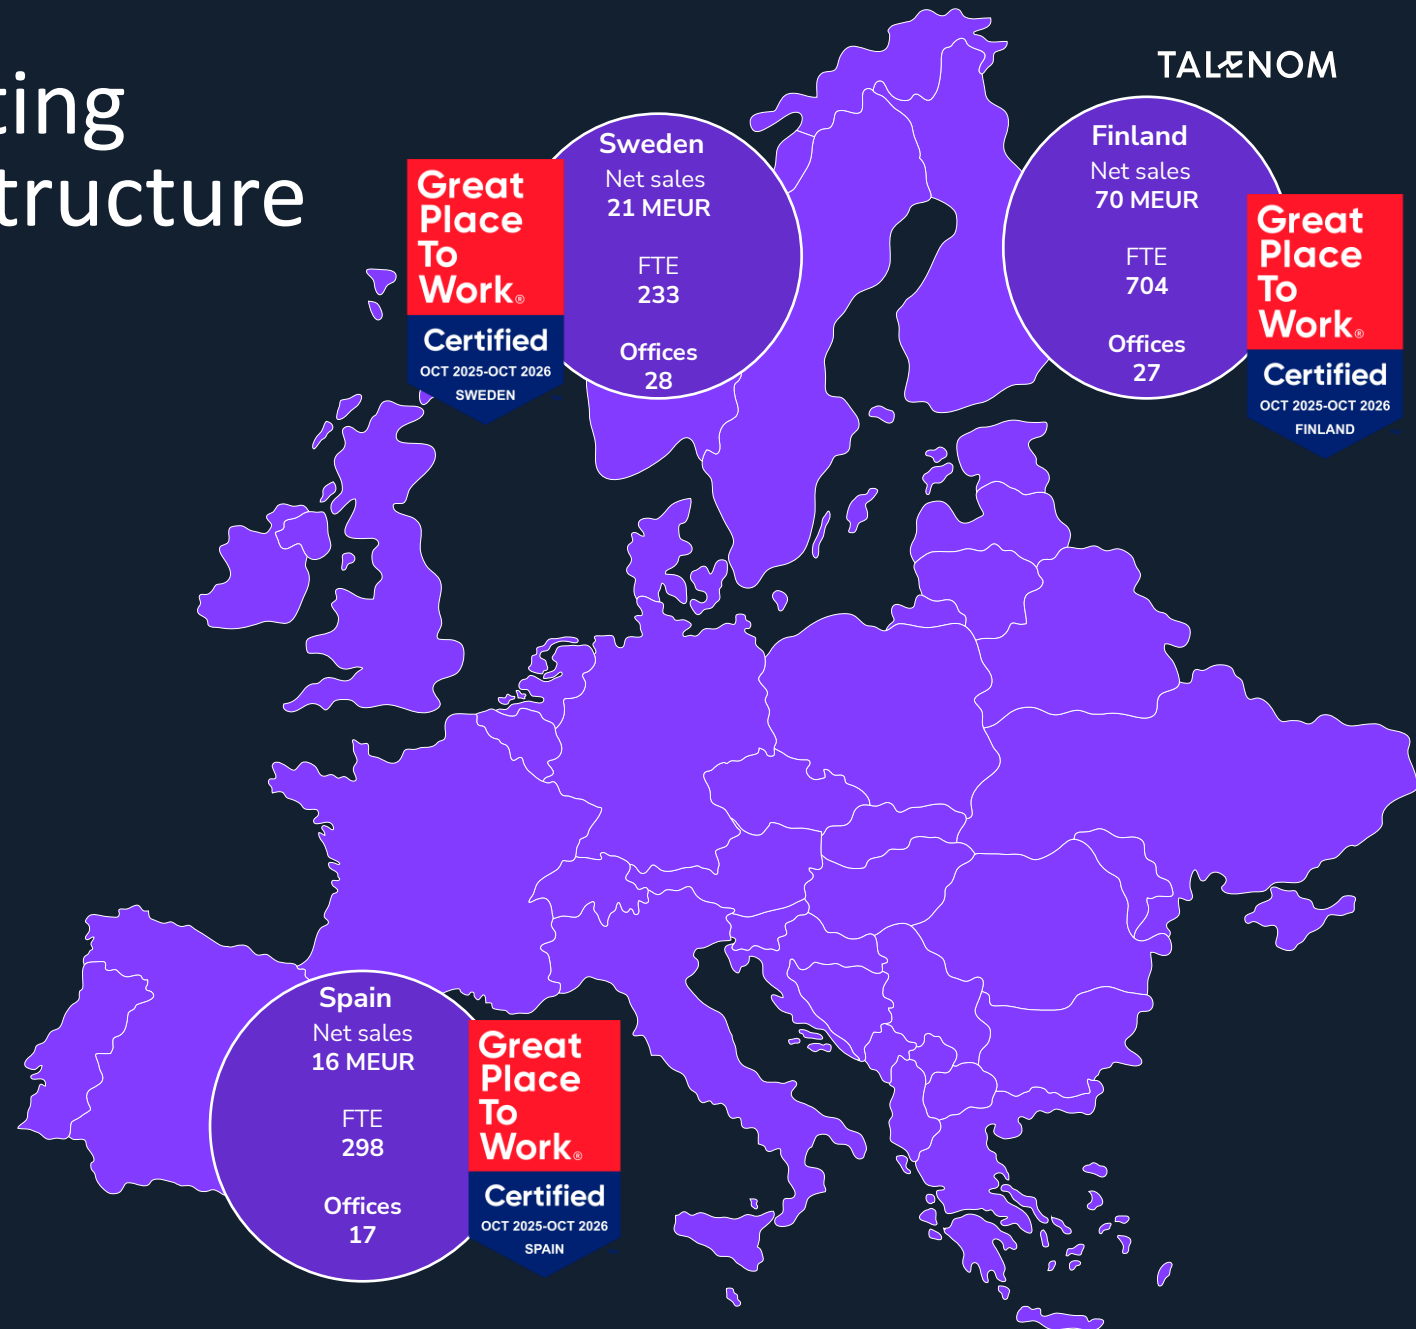 ting
tructure
TALENOM
Sweden
Net sales
21 MEUR
FTE
233
Offices
28
Great
Place
To
Work®
Certified
OCT 2025-OCT 2026
SWEDEN
Finland
Net sales
70 MEUR
FTE
704
Offices
27
Great
Place
To
Work®
Certified
OCT 2025-OCT 2026
FINLAND
Spain
Net sales
16 MEUR
FTE
298
Offices
17
Great
Place
To
Work®
Certified
OCT 2025-OCT 2026
SPAIN